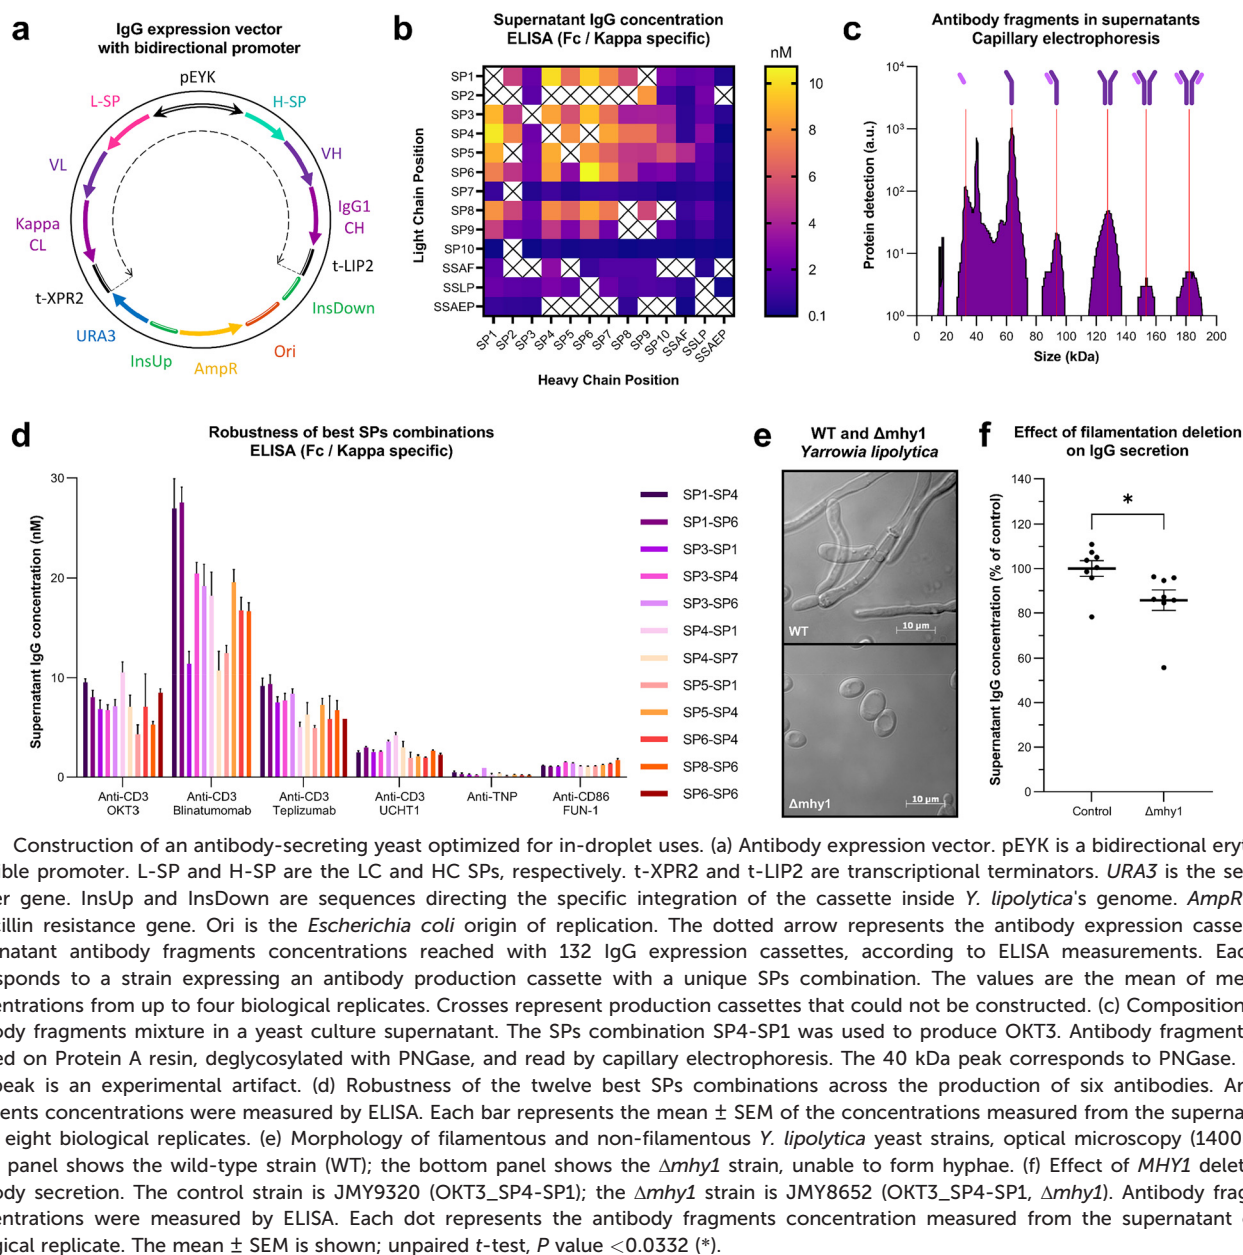 a
IgG expression vector
with bidirectional promoter
pEYK
L-SP
H-SP
VL
VH
Kappa
CL
IgG1
CH
t-XPR2
t-LIP2
URA3
InsDown
InsUp
AmpR
Ori
b
Supernatant IgG concentration
ELISA (Fc / Kappa specific)
nM
Light Chain Position
SP1
SP2
SP3
SP4
SP5
SP6
SP7
SP8
SP9
SP10
SSAF
SSLP
SSAEP
SP1 SP2 SP3 SP4 SP5 SP6 SP7 SP8 SP9 SP10 SSAF SSLP SSAEP
Heavy Chain Position
10
8
6
4
2
0.1
c
Antibody fragments in supernatants
Capillary electrophoresis
Protein detection (a.u.)
10⁴
10³
10²
10¹
10⁰
0 20 40 60 80 100 120 140 160 180 200
Size (kDa)
d
Robustness of best SPs combinations
ELISA (Fc / Kappa specific)
Supernatant IgG concentration (nM)
30
20
10
0
Anti-CD3
OKT3
Anti-CD3
Blinatumomab
Anti-CD3
Teplizumab
Anti-CD3
UCHT1
Anti-TNP
Anti-CD86
FUN-1
SP1-SP4
SP1-SP6
SP3-SP1
SP3-SP4
SP3-SP6
SP4-SP1
SP4-SP7
SP5-SP1
SP5-SP4
SP6-SP4
SP8-SP6
SP6-SP6
e
WT and Δmhy1
Yarrowia lipolytica
WT
10 µm
Δmhy1
10 µm
f
Effect of filamentation deletion
on IgG secretion
Supernatant IgG concentration (% of control)
140
120
100
80
60
40
20
0
*
Control
Δmhy1
Construction of an antibody-secreting yeast optimized for in-droplet uses. (a) Antibody expression vector. pEYK is a bidirectional eryt
ible promoter. L-SP and H-SP are the LC and HC SPs, respectively. t-XPR2 and t-LIP2 are transcriptional terminators. URA3 is the se
er gene. InsUp and InsDown are sequences directing the specific integration of the cassette inside Y. lipolytica's genome. AmpR
cillin resistance gene. Ori is the Escherichia coli origin of replication. The dotted arrow represents the antibody expression casse
natant antibody fragments concentrations reached with 132 IgG expression cassettes, according to ELISA measurements. Eac
sponds to a strain expressing an antibody production cassette with a unique SPs combination. The values are the mean of me
entrations from up to four biological replicates. Crosses represent production cassettes that could not be constructed. (c) Composition
ody fragments mixture in a yeast culture supernatant. The SPs combination SP4-SP1 was used to produce OKT3. Antibody fragment
ed on Protein A resin, deglycosylated with PNGase, and read by capillary electrophoresis. The 40 kDa peak corresponds to PNGase.
peak is an experimental artifact. (d) Robustness of the twelve best SPs combinations across the production of six antibodies. An
ents concentrations were measured by ELISA. Each bar represents the mean ± SEM of the concentrations measured from the superna
eight biological replicates. (e) Morphology of filamentous and non-filamentous Y. lipolytica yeast strains, optical microscopy (1400
panel shows the wild-type strain (WT); the bottom panel shows the Δmhy1 strain, unable to form hyphae. (f) Effect of MHY1 delet
ody secretion. The control strain is JMY9320 (OKT3_SP4-SP1); the Δmhy1 strain is JMY8652 (OKT3_SP4-SP1, Δmhy1). Antibody frag
entrations were measured by ELISA. Each dot represents the antibody fragments concentration measured from the supernatant
gical replicate. The mean ± SEM is shown; unpaired t-test, P value <0.0332 (*).